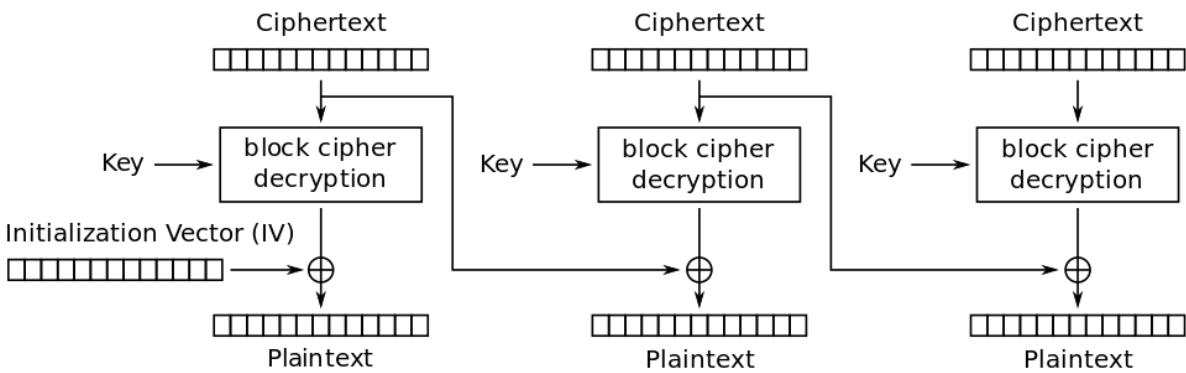 Ciphertext
Ciphertext
Ciphertext
Key
block cipher
decryption
Key
block cipher
decryption
Key
block cipher
decryption
Initialization Vector (IV)
Plaintext
Plaintext
Plaintext